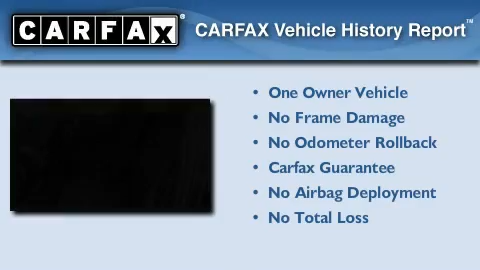 CARFAX® CARFAX Vehicle History Report™
• One Owner Vehicle
• No Frame Damage
• No Odometer Rollback
• Carfax Guarantee
• No Airbag Deployment
• No Total Loss